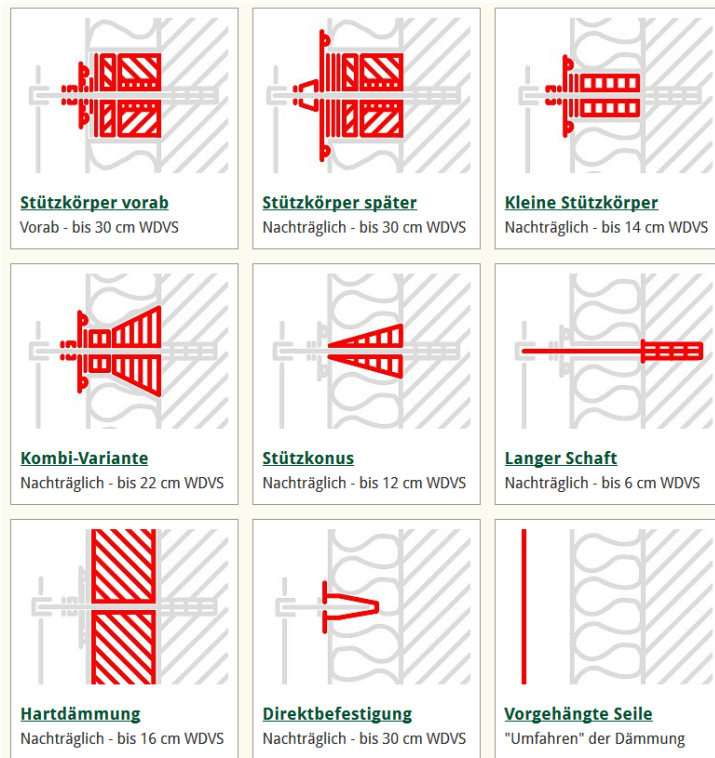 Stützkörper vorab
Vorab - bis 30 cm WDVS
Stützkörper später
Nachträglich - bis 30 cm WDVS
Kleine Stützkörper
Nachträglich - bis 14 cm WDVS
Kombi-Variante
Nachträglich - bis 22 cm WDVS
Stützkonus
Nachträglich - bis 12 cm WDVS
Langer Schaft
Nachträglich - bis 6 cm WDVS
Hartdämmung
Nachträglich - bis 16 cm WDVS
Direktbefestigung
Nachträglich - bis 30 cm WDVS
Vorgehängte Seile
"Umfahren" der Dämmung